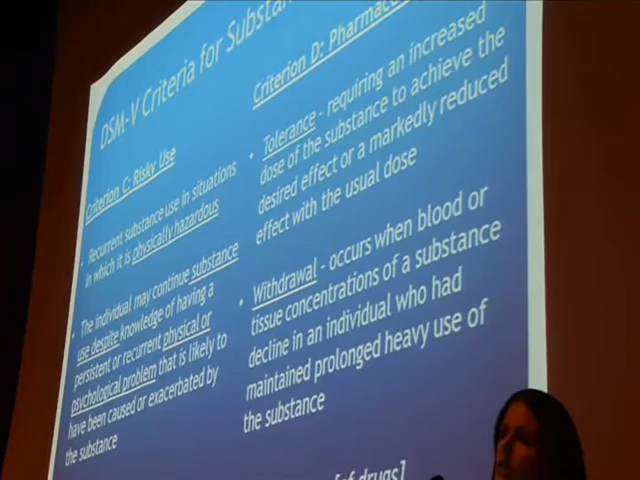 DSM-V Criteria for
Criterion C: Risky Use
• Recurrent substance use in situations
in which it is physically hazardous
• The individual may continue substance
use despite knowledge of having a
persistent or recurrent physical or
psychological problem that is likely to
have been caused or exacerbated by
the substance
Criterion D:
• Tolerance - requiring an increased
dose of the substance to achieve the
desired effect or a markedly reduced
effect with the usual dose
• Withdrawal - occurs when blood or
tissue concentrations of a substance
decline in an individual who had
maintained prolonged heavy use of
the substance
[of drugs]